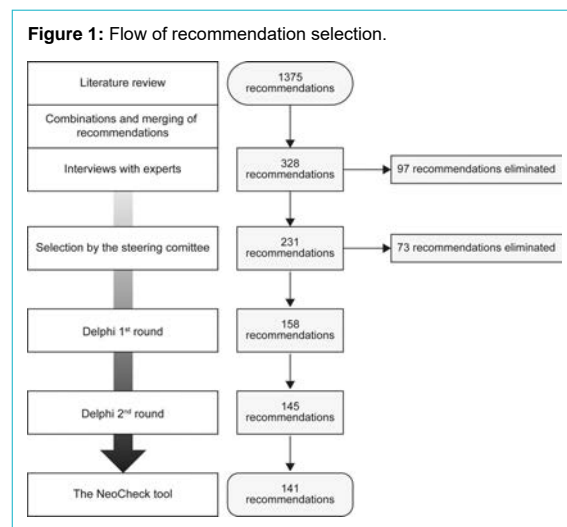 Figure 1: Flow of recommendation selection.
Literature review
1375
recommendations
Combinations and merging of
recommendations
Interviews with experts
328
recommendations
97 recommendations eliminated
Selection by the steering comittee
231
recommendations
73 recommendations eliminated
Delphi 1st round
158
recommendations
Delphi 2nd round
145
recommendations
The NeoCheck tool
141
recommendations